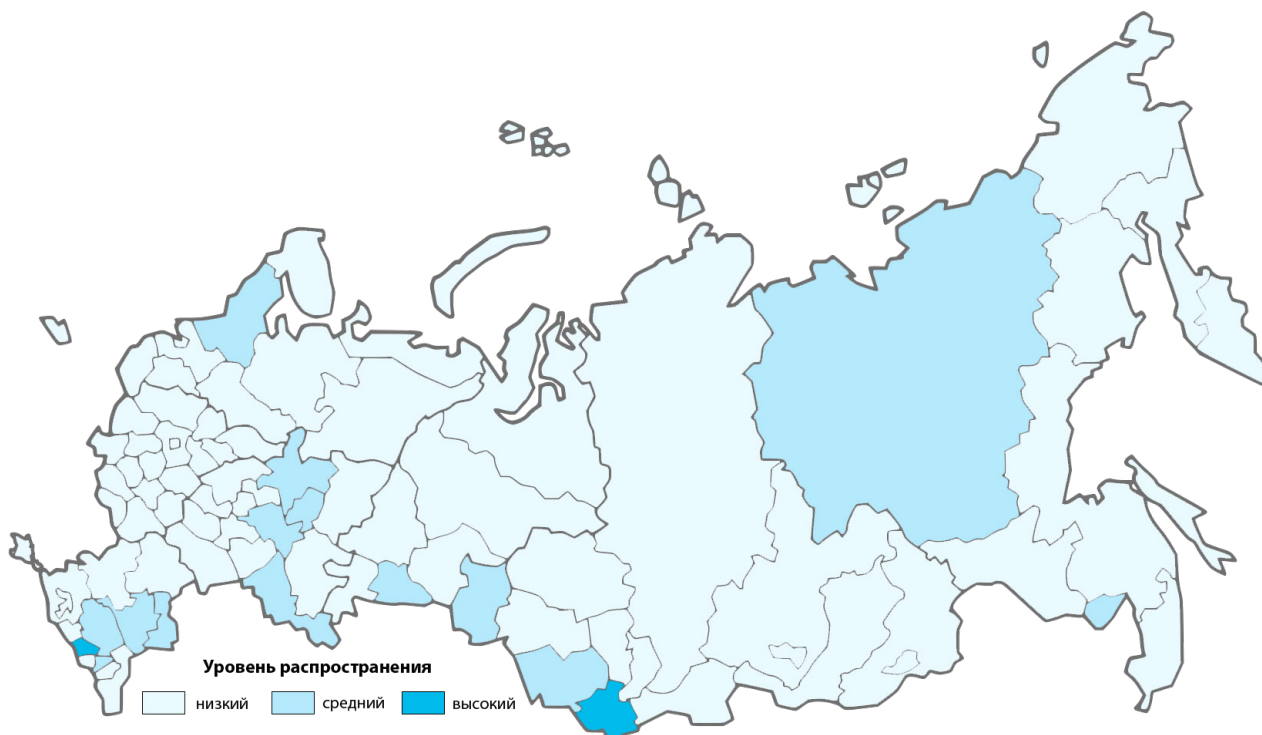 Уровень распространения
низкий
средний
высокий